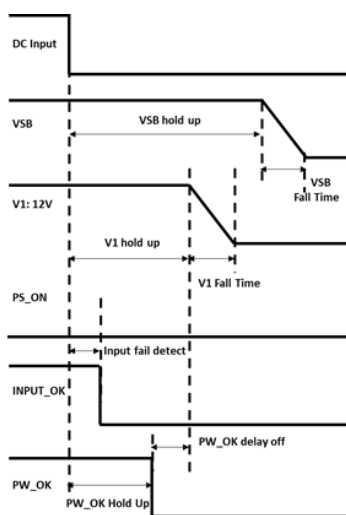 DC Input
VSB hold up
VSB
VSB
Fall Time
V1: 12V
V1 hold up
V1 Fall Time
PS_ON
Input fail detect
INPUT_OK
PW_OK delay off
PW_OK
PW_OK Hold Up